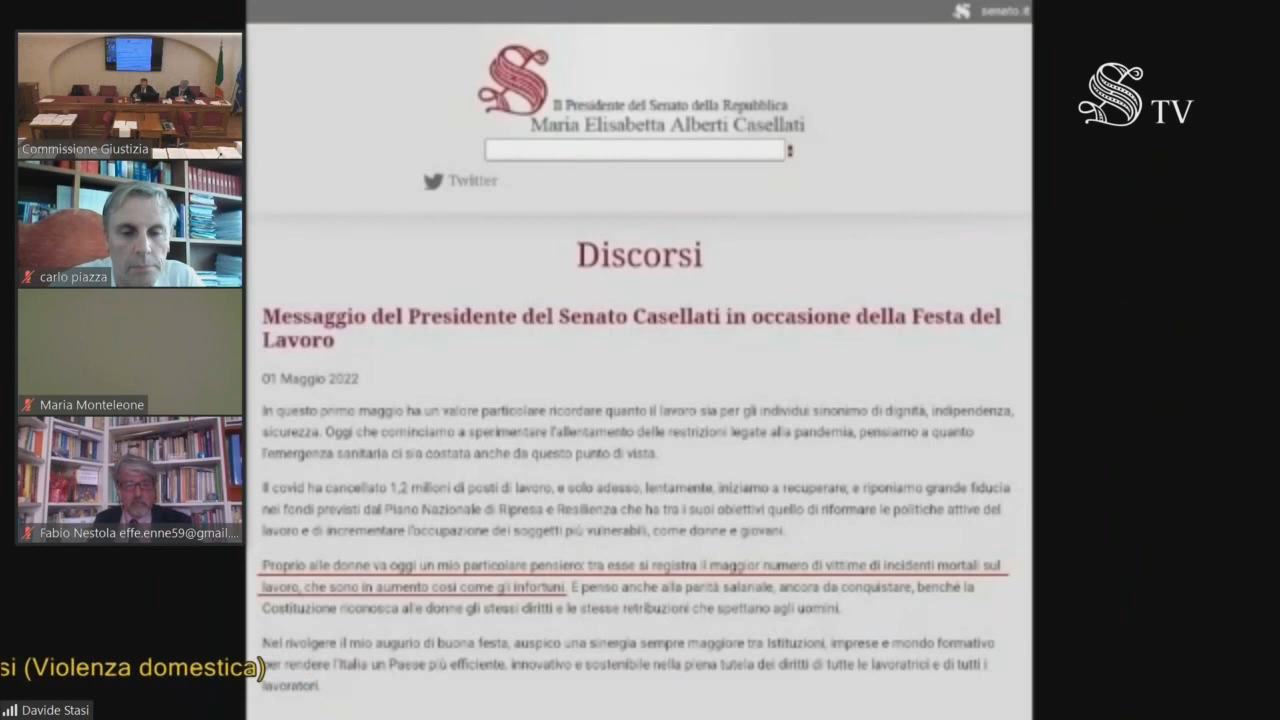 senato.it
Il Presidente del Senato della Repubblica
Maria Elisabetta Alberti Casellati
Twitter
TV
Commissione Giustizia
carlo piazza
Maria Monteleone
Fabio Nestola effe.enne59@gmail....
Discorsi
Messaggio del Presidente del Senato Casellati in occasione della Festa del
Lavoro
01 Maggio 2022
In questo primo maggio ha un valore particolare ricordare quanto il lavoro sia per gli individui sinonimo di dignità, indipendenza,
sicurezza. Oggi che cominciamo a sperimentare l'allentamento delle restrizioni legate alla pandemia, pensiamo a quanto
l'emergenza sanitaria ci sia costata anche da questo punto di vista.
Il covid ha cancellato 1,2 milioni di posti di lavoro, e solo adesso, lentamente, iniziamo a recuperare, e riponiamo grande fiducia
nei fondi previsti dal Piano Nazionale di Ripresa e Resilienza che ha tra i suoi obiettivi quello di riformare le politiche attive del
lavoro e di incrementare l'occupazione dei soggetti più vulnerabili, come donne e giovani.
Proprio alle donne va oggi un mio particolare pensiero: tra esse si registra il maggior numero di vittime di incidenti mortali sul
lavoro, che sono in aumento così come gli infortuni. E penso anche alla parità salariale, ancora da conquistare, benché la
Costituzione riconosca alle donne gli stessi diritti e le stesse retribuzioni che spettano agli uomini.
Nel rivolgere il mio augurio di buona festa, auspico una sinergia sempre maggiore tra Istituzioni, imprese e mondo formativo
per rendere l'Italia un Paese più efficiente, innovativo e sostenibile nella piena tutela dei diritti di tutte le lavoratrici e di tutti i
lavoratori.
si (Violenza domestica)
Davide Stasi